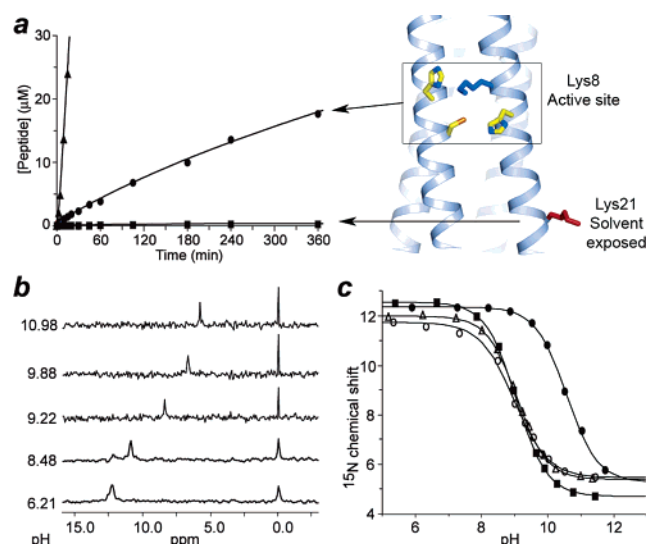 a
30
20
10
0
[Peptide] (μM)
0 60 120 180 240 300 360
Time (min)
Lys8
Active site
Lys21
Solvent
exposed
b
10.98
9.88
9.22
8.48
6.21
pH 15.0 10.0 5.0 0.0
ppm
c
12
10
8
6
4
15N chemical shift
6 8 10 12
pH